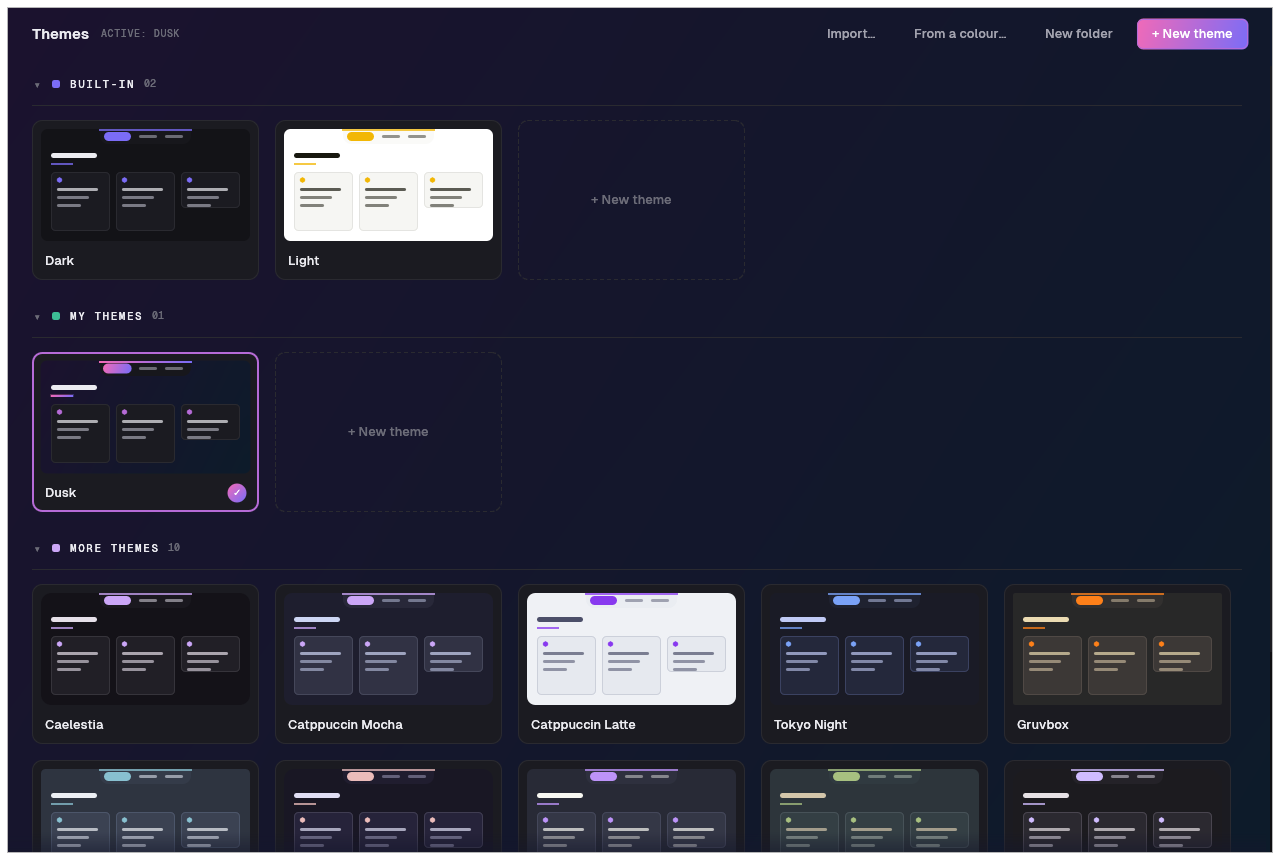 Themes ACTIVE: DUSK Import… From a colour… New folder + New theme
▾ BUILT-IN 02
+ New theme
Dark Light
▾ MY THEMES 01
+ New theme
Dusk ✓
▾ MORE THEMES 10
Caelestia Catppuccin Mocha Catppuccin Latte Tokyo Night Gruvbox